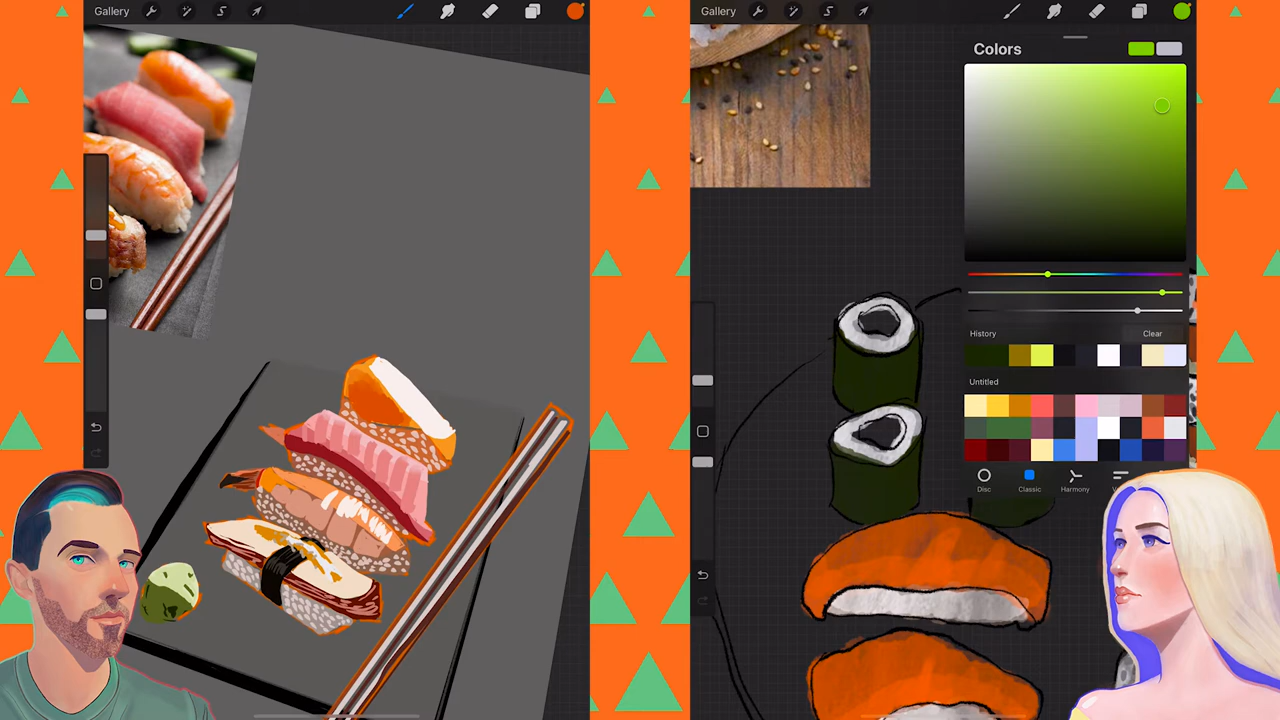 Gallery
Gallery
Colors
History
Clear
Untitled
Disc
Classic
Harmony